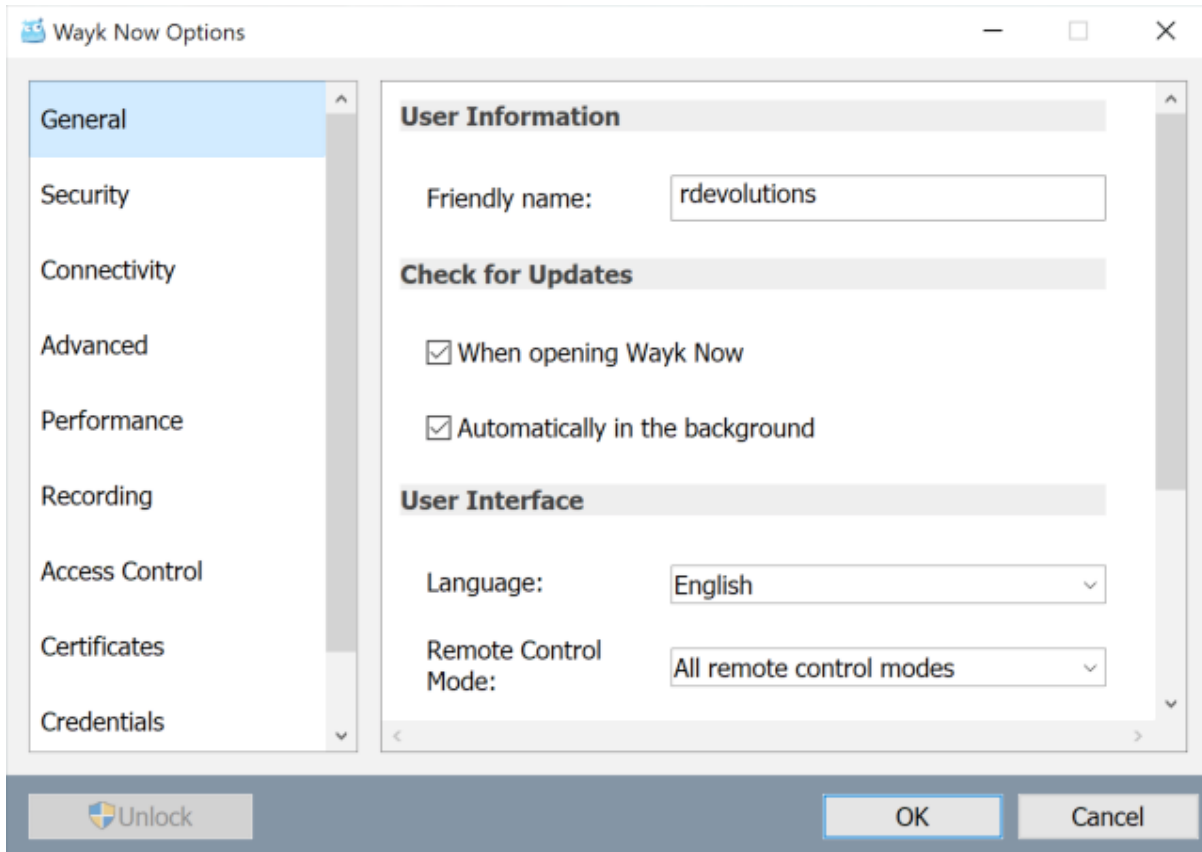 Wayk Now Options
General
Security
Connectivity
Advanced
Performance
Recording
Access Control
Certificates
Credentials
User Information
Friendly name: rdevolutions
Check for Updates
When opening Wayk Now
Automatically in the background
User Interface
Language: English
Remote Control
Mode: All remote control modes
Unlock
OK
Cancel